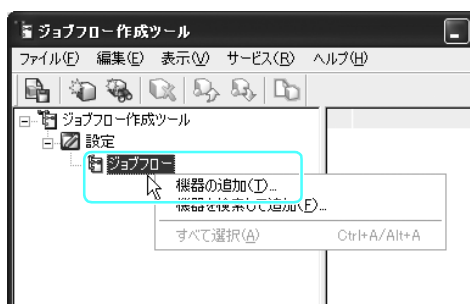 ジョブフロー作成ツール
ファイル(F) 編集(E) 表示(V) サービス(R) ヘルプ(H)
ジョブフロー作成ツール
設定
ジョブフロー
機器の追加(T)...
機器を検索して追加(F)...
すべて選択(A) Ctrl+A/Alt+A